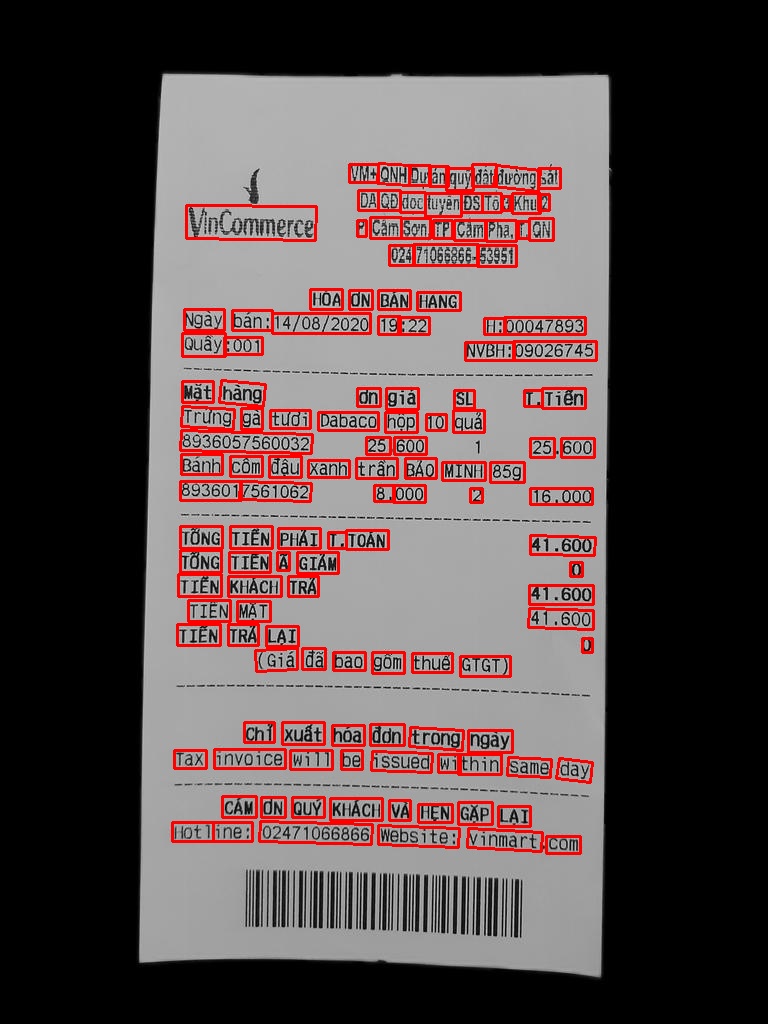 VinCommerce
VM+ QNH Dự án quy đất đường sắt
DA QĐ dọc tuyến ĐS Tổ 4 Khu 2
P. Cẩm Sơn, TP Cẩm Phả, T. QN
024 71066866-53951
HÓA ĐƠN BÁN HÀNG
Ngày bán:14/08/2020 19:22 HĐ:00047893
Quầy:001 NVBH:09026745
Mặt hàng Đơn giá SL T.Tiền
Trứng gà tươi Dabaco hộp 10 quả
8936057560032 25.600 1 25.600
Bánh cốm đậu xanh trần BẢO MINH 85g
8936017561062 8.000 2 16.000
TỔNG TIỀN PHẢI T.TOÁN 41.600
TỔNG TIỀN ĐÃ GIẢM 0
TIỀN KHÁCH TRẢ 41.600
TIỀN MẶT 41.600
TIỀN TRẢ LẠI 0
(Giá đã bao gồm thuế GTGT)
Chỉ xuất hóa đơn trong ngày
Tax invoice will be issued within same day
CẢM ƠN QUÝ KHÁCH VÀ HẸN GẶP LẠI
Hotline: 02471066866 Website: vinmart.com